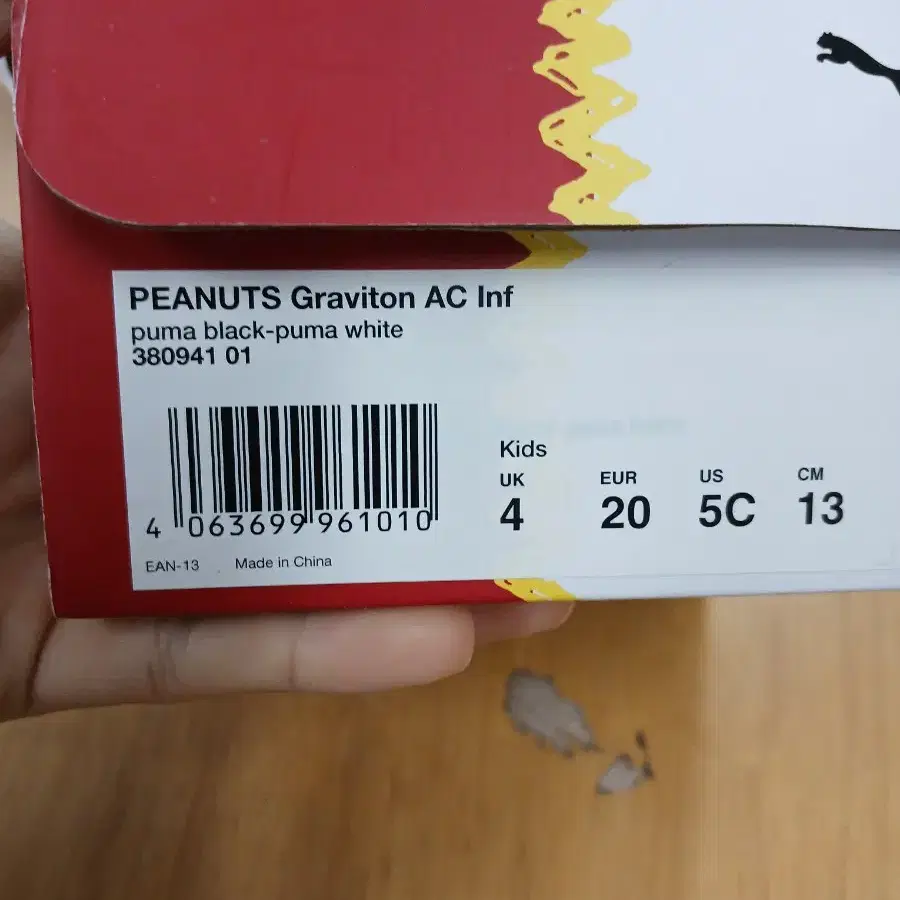 PEANUTS Graviton AC Inf
puma black-puma white
380941 01
4 063699 961010
EAN-13 Made in China
Kids
UK EUR US CM
4 20 5C 13